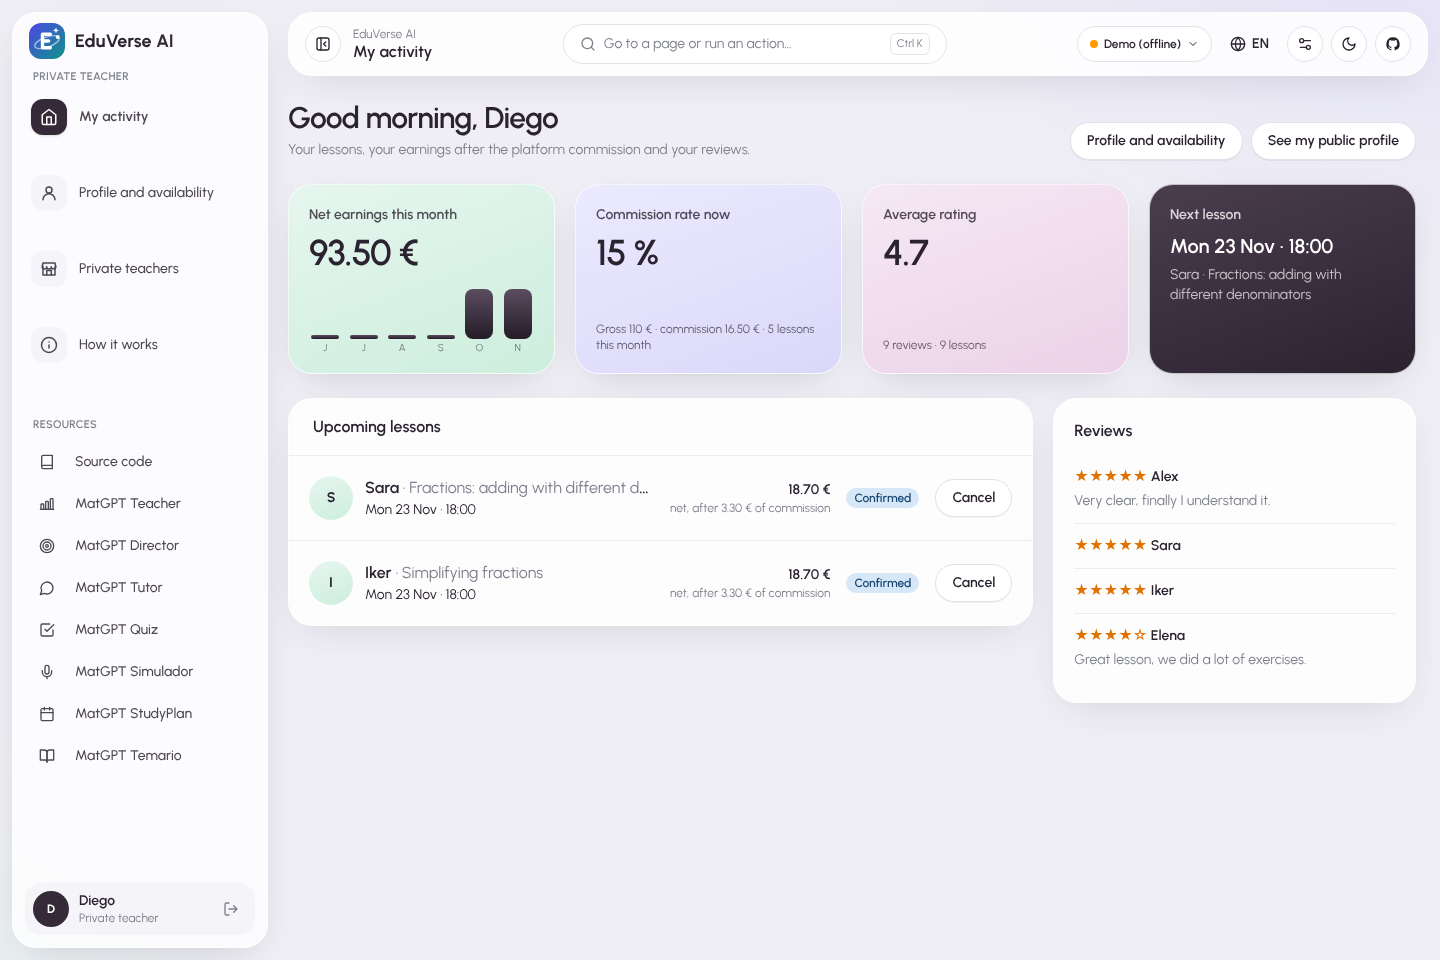 EduVerse AI
PRIVATE TEACHER
My activity
Profile and availability
Private teachers
How it works
RESOURCES
Source code
MatGPT Teacher
MatGPT Director
MatGPT Tutor
MatGPT Quiz
MatGPT Simulador
MatGPT StudyPlan
MatGPT Temario
D
Diego
Private teacher
EduVerse AI
My activity
Go to a page or run an action...
Ctrl K
Demo (offline)
EN
Good morning, Diego
Your lessons, your earnings after the platform commission and your reviews.
Profile and availability
See my public profile
Net earnings this month
93.50 €
J J A S O N
Commission rate now
15 %
Gross 110 € · commission 16.50 € · 5 lessons
this month
Average rating
4.7
9 reviews · 9 lessons
Next lesson
Mon 23 Nov · 18:00
Sara · Fractions: adding with
different denominators
Upcoming lessons
S
Sara · Fractions: adding with different d...
Mon 23 Nov · 18:00
18.70 €
net, after 3.30 € of commission
Confirmed
Cancel
I
Iker · Simplifying fractions
Mon 23 Nov · 18:00
18.70 €
net, after 3.30 € of commission
Confirmed
Cancel
Reviews
★★★★★ Alex
Very clear, finally I understand it.
★★★★★ Sara
★★★★★ Iker
★★★★☆ Elena
Great lesson, we did a lot of exercises.